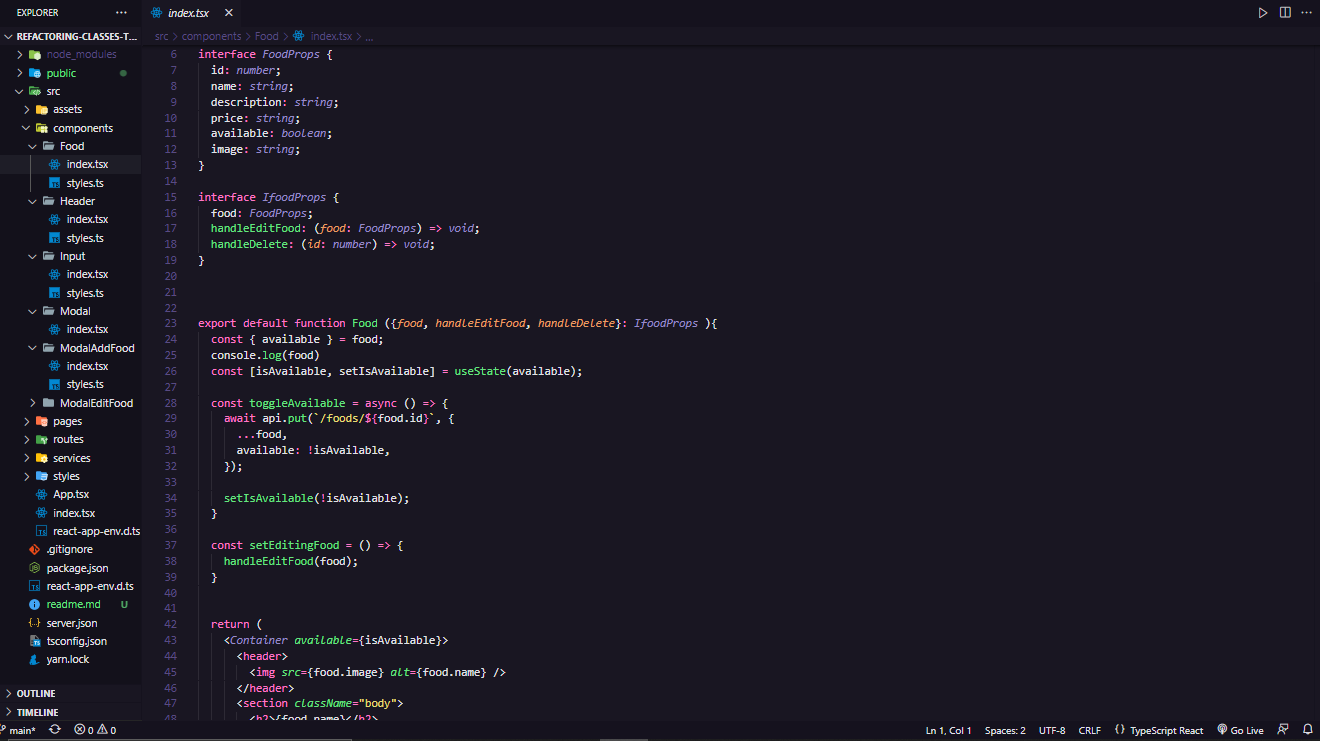 EXPLORER
···
index.tsx
REFACTORING-CLASSES-T...
node_modules
public
src
assets
components
Food
index.tsx
styles.ts
Header
index.tsx
styles.ts
Input
index.tsx
styles.ts
Modal
index.tsx
ModalAddFood
index.tsx
styles.ts
ModalEditFood
pages
routes
services
styles
App.tsx
index.tsx
react-app-env.d.ts
.gitignore
package.json
react-app-env.d.ts
readme.md U
server.json
tsconfig.json
yarn.lock
OUTLINE
TIMELINE
src > components > Food > index.tsx > ...
6 interface FoodProps {
7 id: number;
8 name: string;
9 description: string;
10 price: string;
11 available: boolean;
12 image: string;
13 }
14
15 interface IfoodProps {
16 food: FoodProps;
17 handleEditFood: (food: FoodProps) => void;
18 handleDelete: (id: number) => void;
19 }
20
21
22
23 export default function Food ({food, handleEditFood, handleDelete}: IfoodProps ){
24 const { available } = food;
25 console.log(food)
26 const [isAvailable, setIsAvailable] = useState(available);
27
28 const toggleAvailable = async () => {
29 await api.put(`/foods/${food.id}`, {
30 ...food,
31 available: !isAvailable,
32 });
33
34 setIsAvailable(!isAvailable);
35 }
36
37 const setEditingFood = () => {
38 handleEditFood(food);
39 }
40
41
42 return (
43 <Container available={isAvailable}>
44 <header>
45 <img src={food.image} alt={food.name} />
46 </header>
47 <section className="body">
48 <h2>{food.name}</h2>
main* 0 0
Ln 1, Col 1 Spaces: 2 UTF-8 CRLF {} TypeScript React Go Live